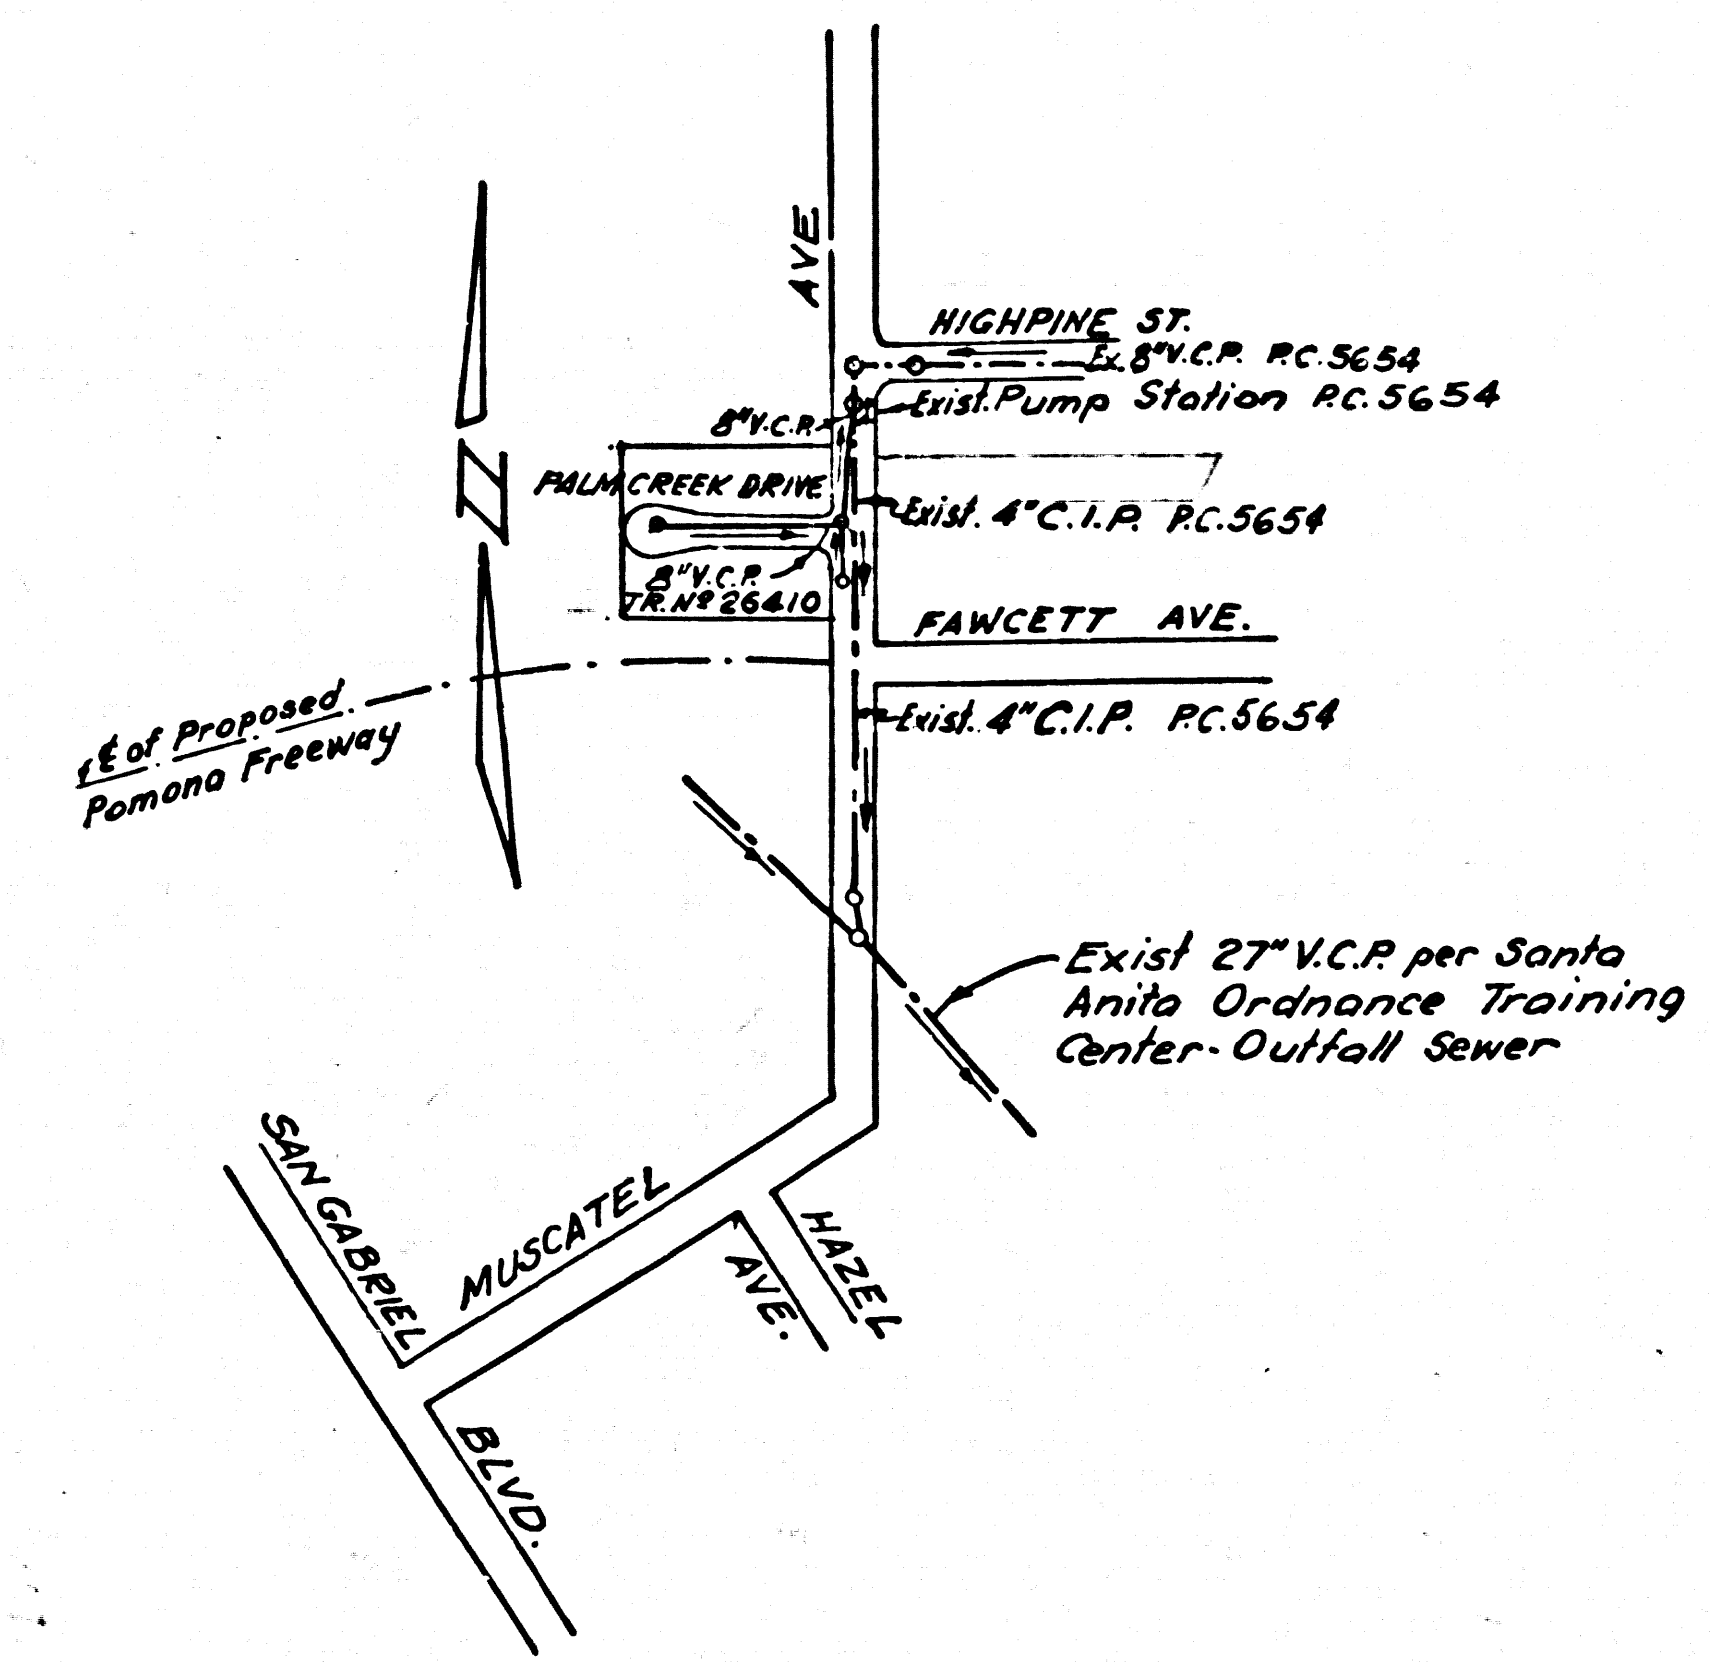 AVE
HIGHPINE ST.
Ex. 8" V.C.P. P.C. 5654
Exist. Pump Station P.C. 5654
8" V.C.P.
N
PALM CREEK DRIVE
Exist. 4" C.I.P. P.C. 5654
8" V.C.P.
TR. Nº 26410
FAWCETT AVE.
℄ of Proposed
Pomona Freeway
Exist. 4" C.I.P. P.C. 5654
Exist 27" V.C.P. per Santa
Anita Ordnance Training
Center - Outfall Sewer
SAN GABRIEL
MUSCATEL
HAZEL
AVE.
BLVD.